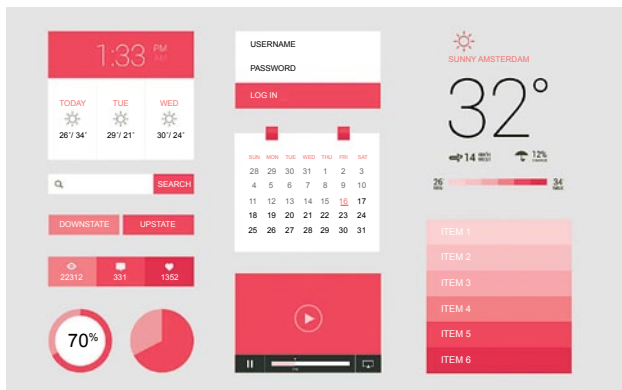 1:33 PM
AM
TODAY TUE WED
26°/ 34° 29°/ 21° 30°/ 24°
SEARCH
DOWNSTATE UPSTATE
22312 331 1352
70%
USERNAME
PASSWORD
LOG IN
SUN MON TUE WED THU FRI SAT
28 29 30 31 1 2 3
4 5 6 7 8 9 10
11 12 13 14 15 16 17
18 19 20 21 22 23 24
25 26 27 28 29 30 31
SUNNY AMSTERDAM
32°
14 12%
26° 34°
ITEM 1
ITEM 2
ITEM 3
ITEM 4
ITEM 5
ITEM 6